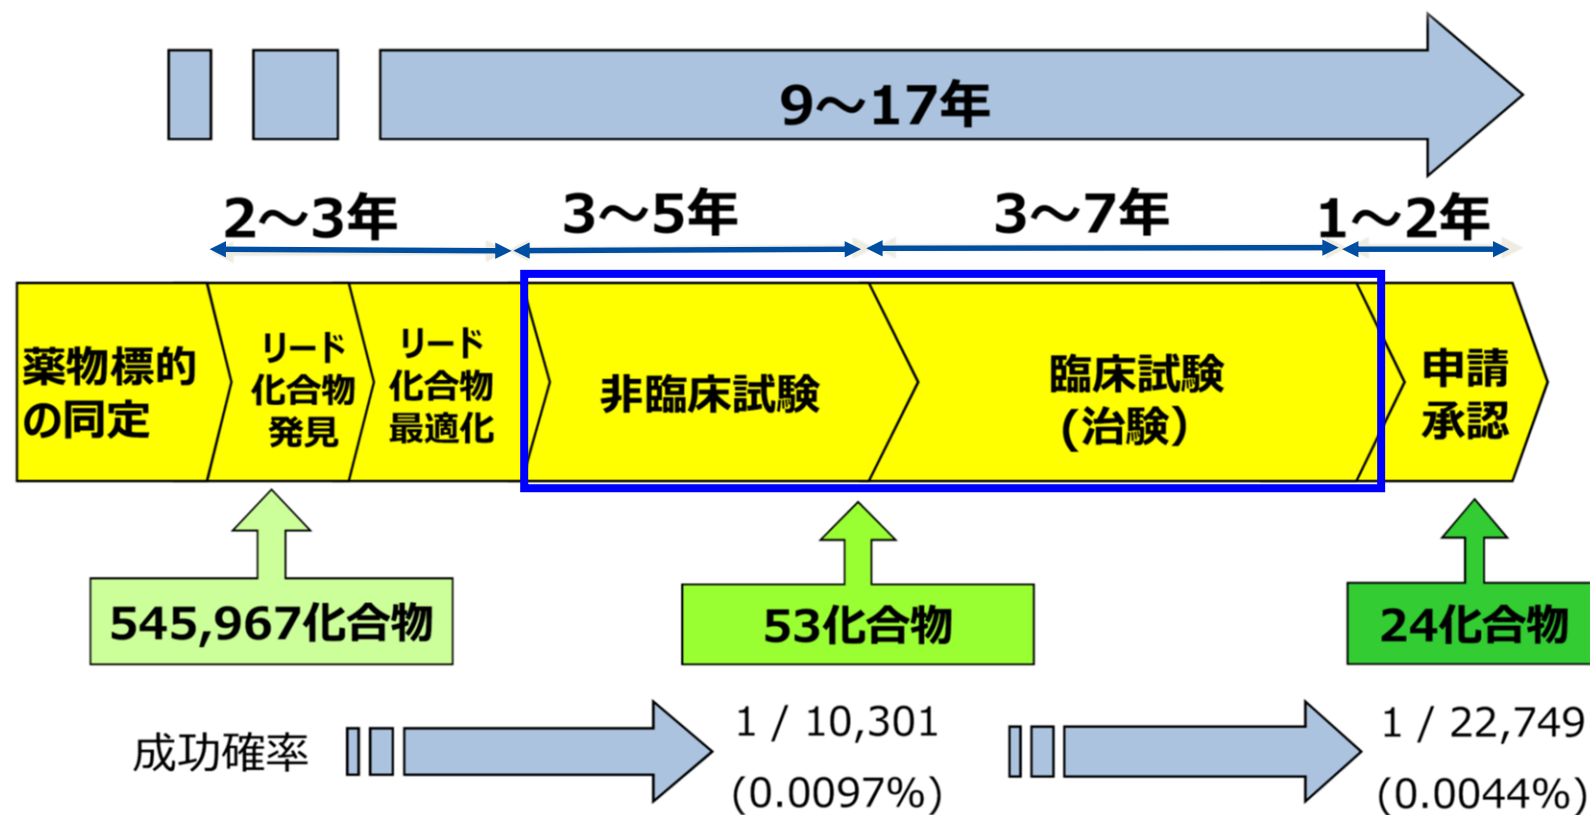 9～17年
2～3年
3～5年
3～7年
1～2年
薬物標的
の同定
リード
化合物
発見
リード
化合物
最適化
非臨床試験
臨床試験
(治験）
申請
承認
545,967化合物
53化合物
24化合物
成功確率
1 / 10,301
(0.0097%)
1 / 22,749
(0.0044%)